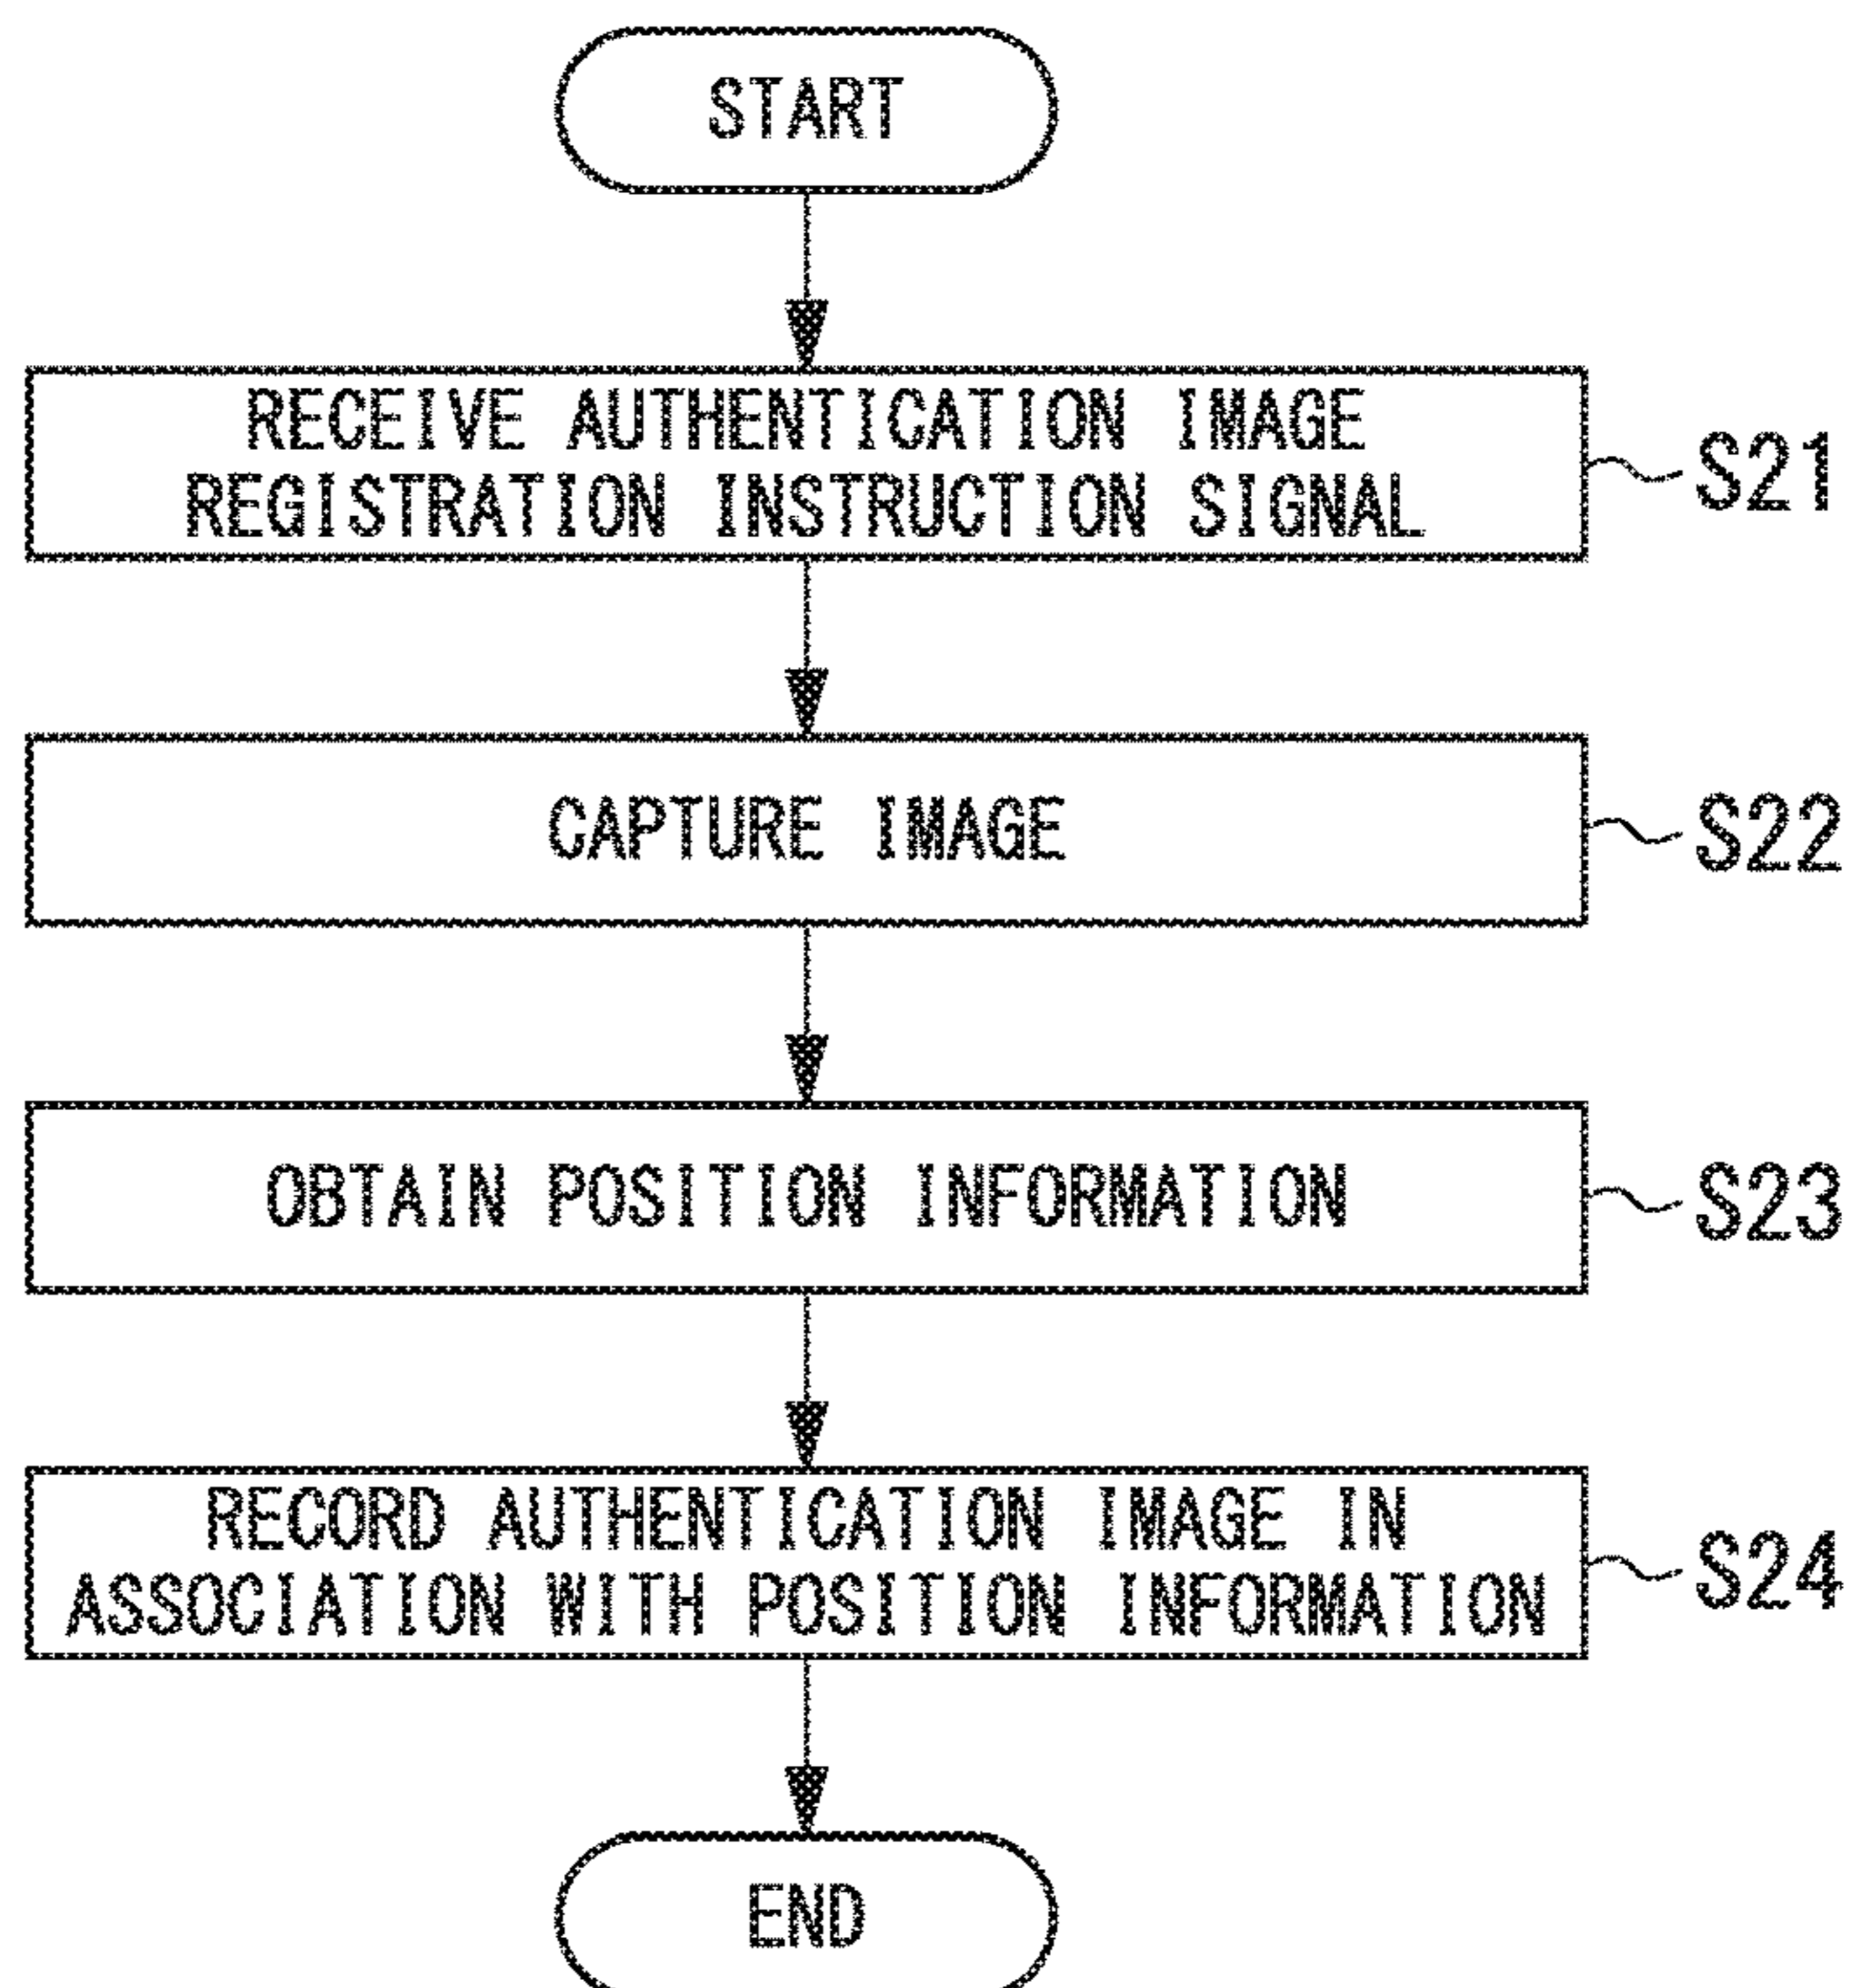 START
RECEIVE AUTHENTICATION IMAGE
REGISTRATION INSTRUCTION SIGNAL
S21
CAPTURE IMAGE
S22
OBTAIN POSITION INFORMATION
S23
RECORD AUTHENTICATION IMAGE IN
ASSOCIATION WITH POSITION INFORMATION
S24
END